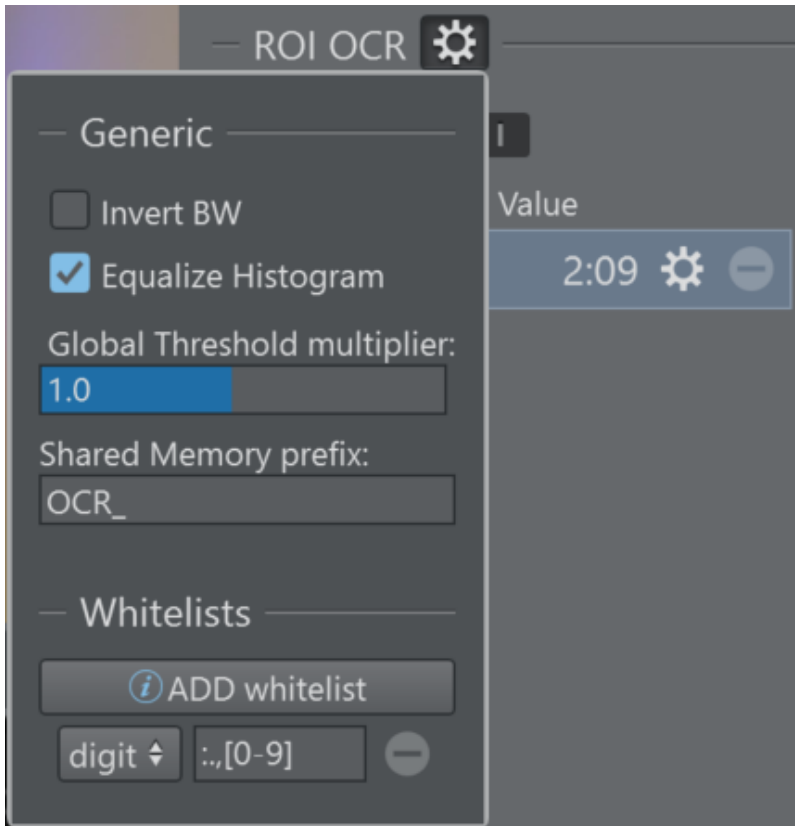 ROI OCR
Generic
Invert BW
Value
Equalize Histogram
2:09
Global Threshold multiplier:
1.0
Shared Memory prefix:
OCR_
Whitelists
i ADD whitelist
digit :.,[0-9]